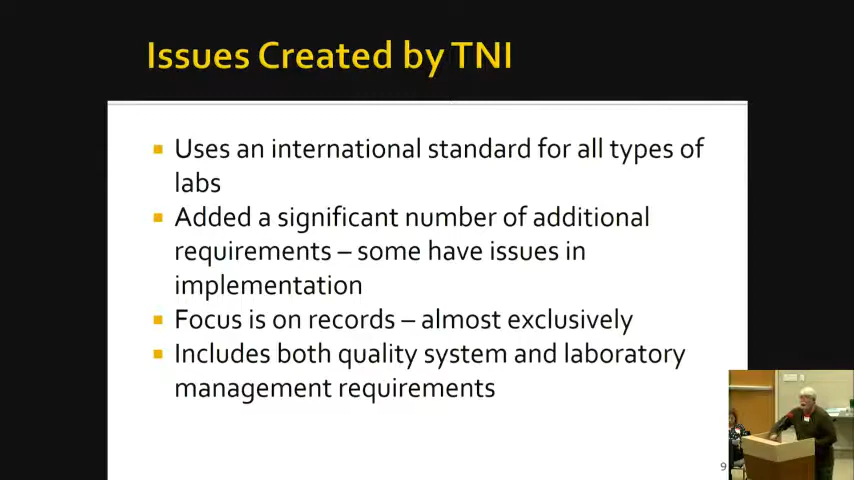 Issues Created by TNI
▪ Uses an international standard for all types of
labs
▪ Added a significant number of additional
requirements – some have issues in
implementation
▪ Focus is on records – almost exclusively
▪ Includes both quality system and laboratory
management requirements
9